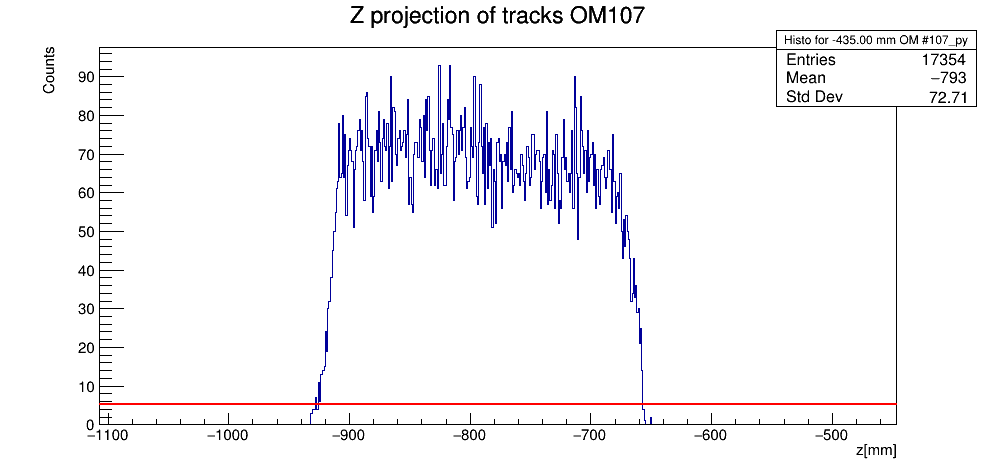 Z projection of tracks OM107
Histo for -435.00 mm OM #107_py
Entries 17354
Mean −793
Std Dev 72.71
Counts
90
80
70
60
50
40
30
20
10
0
−1100 −1000 −900 −800 −700 −600 −500
z[mm]